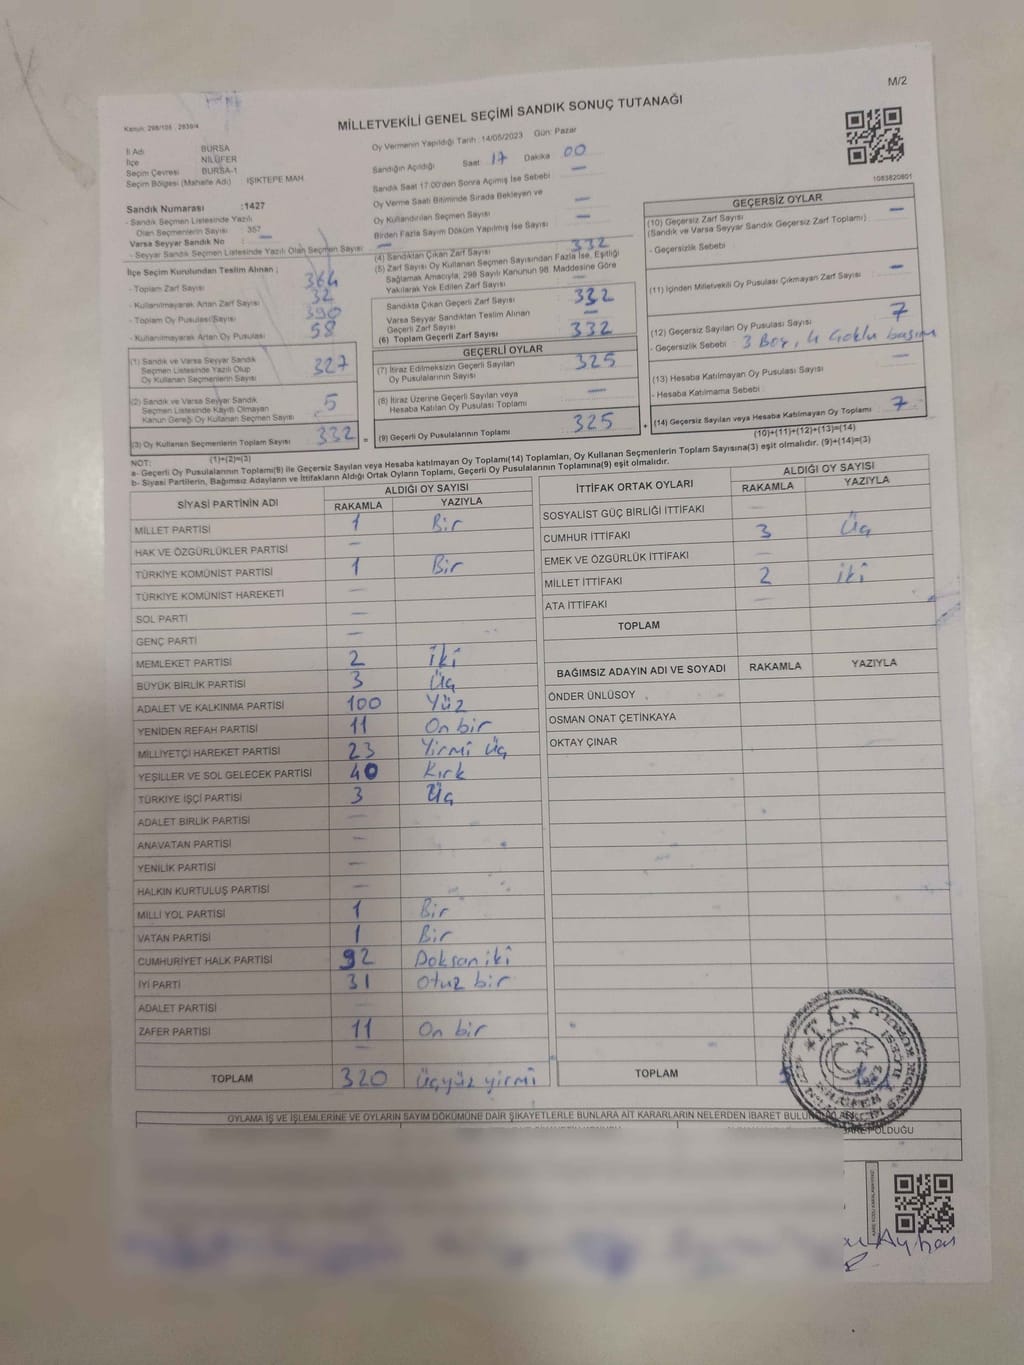 M/2
Kanun: 298/105 , 2839/4
MİLLETVEKİLİ GENEL SEÇİMİ SANDIK SONUÇ TUTANAĞI
İl Adı BURSA
İlçe NİLÜFER
Seçim Çevresi BURSA-1
Seçim Bölgesi (Mahalle Adı) IŞIKTEPE MAH.
Sandık Numarası :1427
- Sandık Seçmen Listesinde Yazılı
Olan Seçmenlerin Sayısı : 357
Varsa Seyyar Sandık No : —
- Seyyar Sandık Seçmen Listesinde Yazılı Olan Seçmen Sayısı : —
Oy Vermenin Yapıldığı Tarih :14/05/2023 Gün: Pazar
Sandığın Açıldığı Saat 17 Dakika 00
Sandık Saat 17:00'den Sonra Açılmış İse Sebebi —
Oy Verme Saati Bitiminde Sırada Bekleyen ve
Oy Kullandırılan Seçmen Sayısı —
Birden Fazla Sayım Döküm Yapılmış İse Sayısı —
1083820801
İlçe Seçim Kurulundan Teslim Alınan ;
- Toplam Zarf Sayısı 364
- Kullanılmayarak Artan Zarf Sayısı 32
- Toplam Oy Pusulası Sayısı 390
- Kullanılmayarak Artan Oy Pusulası 58
(1) Sandık ve Varsa Seyyar Sandık
Seçmen Listesinde Yazılı Olup
Oy Kullanan Seçmenlerin Sayısı 327
(2) Sandık ve Varsa Seyyar Sandık
Seçmen Listesinde Kayıtlı Olmayan
Kanun Gereği Oy Kullanan Seçmen Sayısı 5
(3) Oy Kullanan Seçmenlerin Toplam Sayısı 332 =
(1)+(2)=(3)
(4) Sandıktan Çıkan Zarf Sayısı 332
(5) Zarf Sayısı Oy Kullanan Seçmen Sayısından Fazla İse, Eşitliği
Sağlamak Amacıyla, 298 Sayılı Kanunun 98. Maddesine Göre
Yakılarak Yok Edilen Zarf Sayısı —
Sandıkta Çıkan Geçerli Zarf Sayısı 332
Varsa Seyyar Sandıktan Teslim Alınan
Geçerli Zarf Sayısı —
(6) Toplam Geçerli Zarf Sayısı 332
GEÇERLİ OYLAR
(7) İtiraz Edilmeksizin Geçerli Sayılan
Oy Pusulalarının Sayısı 325
(8) İtiraz Üzerine Geçerli Sayılan veya
Hesaba Katılan Oy Pusulası Toplamı —
(9) Geçerli Oy Pusulalarının Toplamı 325 +
GEÇERSİZ OYLAR
(10) Geçersiz Zarf Sayısı —
(Sandık ve Varsa Seyyar Sandık Geçersiz Zarf Toplamı)
- Geçersizlik Sebebi :
(11) İçinden Milletvekili Oy Pusulası Çıkmayan Zarf Sayısı —
(12) Geçersiz Sayılan Oy Pusulası Sayısı 7
- Geçersizlik Sebebi : 3 Boş, 4 Çoklu basım
(13) Hesaba Katılmayan Oy Pusulası Sayısı —
- Hesaba Katılmama Sebebi :
(14) Geçersiz Sayılan veya Hesaba Katılmayan Oy Toplamı 7
(10)+(11)+(12)+(13)=(14)
NOT:
a- Geçerli Oy Pusulalarının Toplamı(9) ile Geçersiz Sayılan veya Hesaba katılmayan Oy Toplamı(14) Toplamları, Oy Kullanan Seçmenlerin Toplam Sayısına(3) eşit olmalıdır. (9)+(14)=(3)
b- Siyasi Partilerin, Bağımsız Adayların ve İttifakların Aldığı Ortak Oyların Toplamı, Geçerli Oy Pusulalarının Toplamına(9) eşit olmalıdır.
SİYASİ PARTİNİN ADI ALDIĞI OY SAYISI
RAKAMLA YAZIYLA
MİLLET PARTİSİ 1 Bir
HAK VE ÖZGÜRLÜKLER PARTİSİ —
TÜRKİYE KOMÜNİST PARTİSİ 1 Bir
TÜRKİYE KOMÜNİST HAREKETİ —
SOL PARTİ —
GENÇ PARTİ —
MEMLEKET PARTİSİ 2 İki
BÜYÜK BİRLİK PARTİSİ 3 Üç
ADALET VE KALKINMA PARTİSİ 100 Yüz
YENİDEN REFAH PARTİSİ 11 On bir
MİLLİYETÇİ HAREKET PARTİSİ 23 Yirmi üç
YEŞİLLER VE SOL GELECEK PARTİSİ 40 Kırk
TÜRKİYE İŞÇİ PARTİSİ 3 Üç
ADALET BİRLİK PARTİSİ —
ANAVATAN PARTİSİ —
YENİLİK PARTİSİ —
HALKIN KURTULUŞ PARTİSİ —
MİLLİ YOL PARTİSİ 1 Bir
VATAN PARTİSİ 1 Bir
CUMHURİYET HALK PARTİSİ 92 Doksan iki
İYİ PARTİ 31 Otuz bir
ADALET PARTİSİ —
ZAFER PARTİSİ 11 On bir
—
TOPLAM 320 Üçyüz yirmi
İTTİFAK ORTAK OYLARI ALDIĞI OY SAYISI
RAKAMLA YAZIYLA
SOSYALİST GÜÇ BİRLİĞİ İTTİFAKI —
CUMHUR İTTİFAKI 3 Üç
EMEK VE ÖZGÜRLÜK İTTİFAKI —
MİLLET İTTİFAKI 2 İki
ATA İTTİFAKI —
TOPLAM
BAĞIMSIZ ADAYIN ADI VE SOYADI RAKAMLA YAZIYLA
ÖNDER ÜNLÜSOY
OSMAN ONAT ÇETİNKAYA
OKTAY ÇINAR
TOPLAM 5
T.C.
OYLAMA İŞ VE İŞLEMLERİNE VE OYLARIN SAYIM DÖKÜMÜNE DAİR ŞİKAYETLERLE BUNLARA AİT KARARLARIN NELERDEN İBARET
OLDUĞU
Ayhan